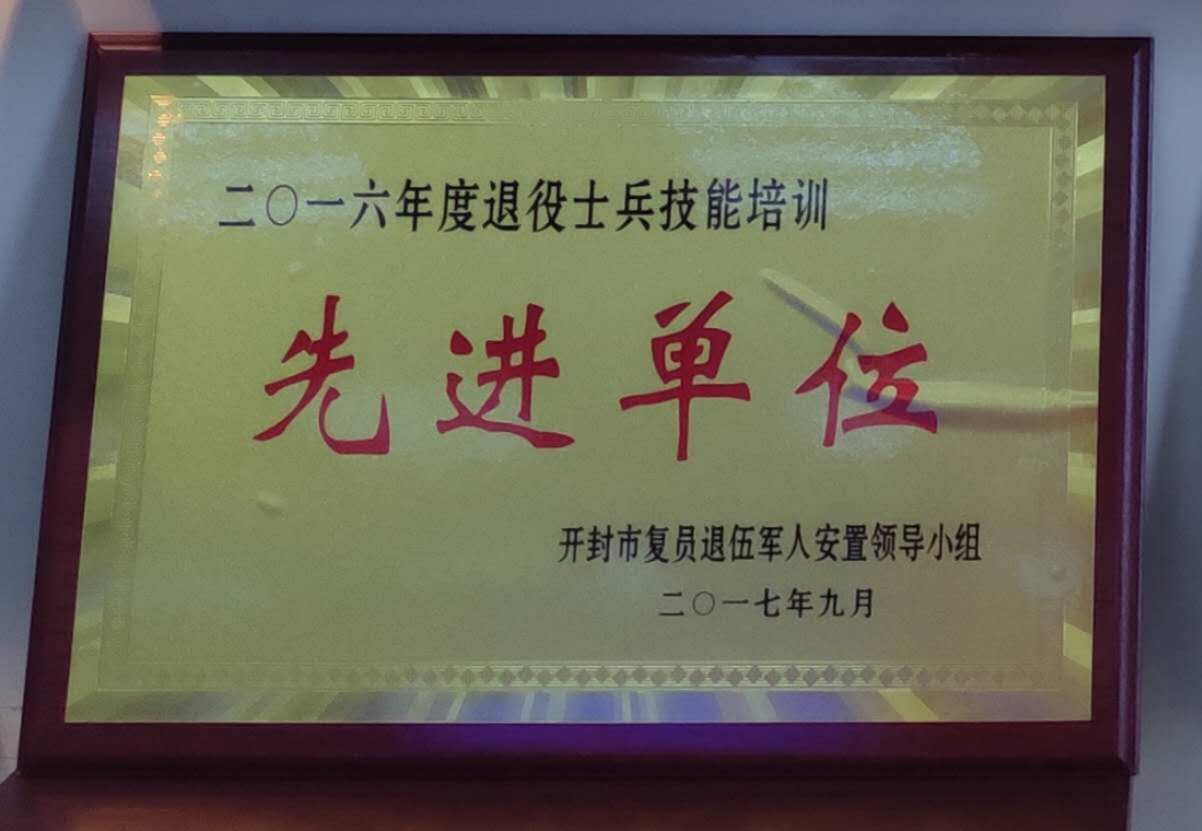 二〇一六年度退役士兵技能培训
先进单位
开封市复员退伍军人安置领导小组
二〇一七年九月